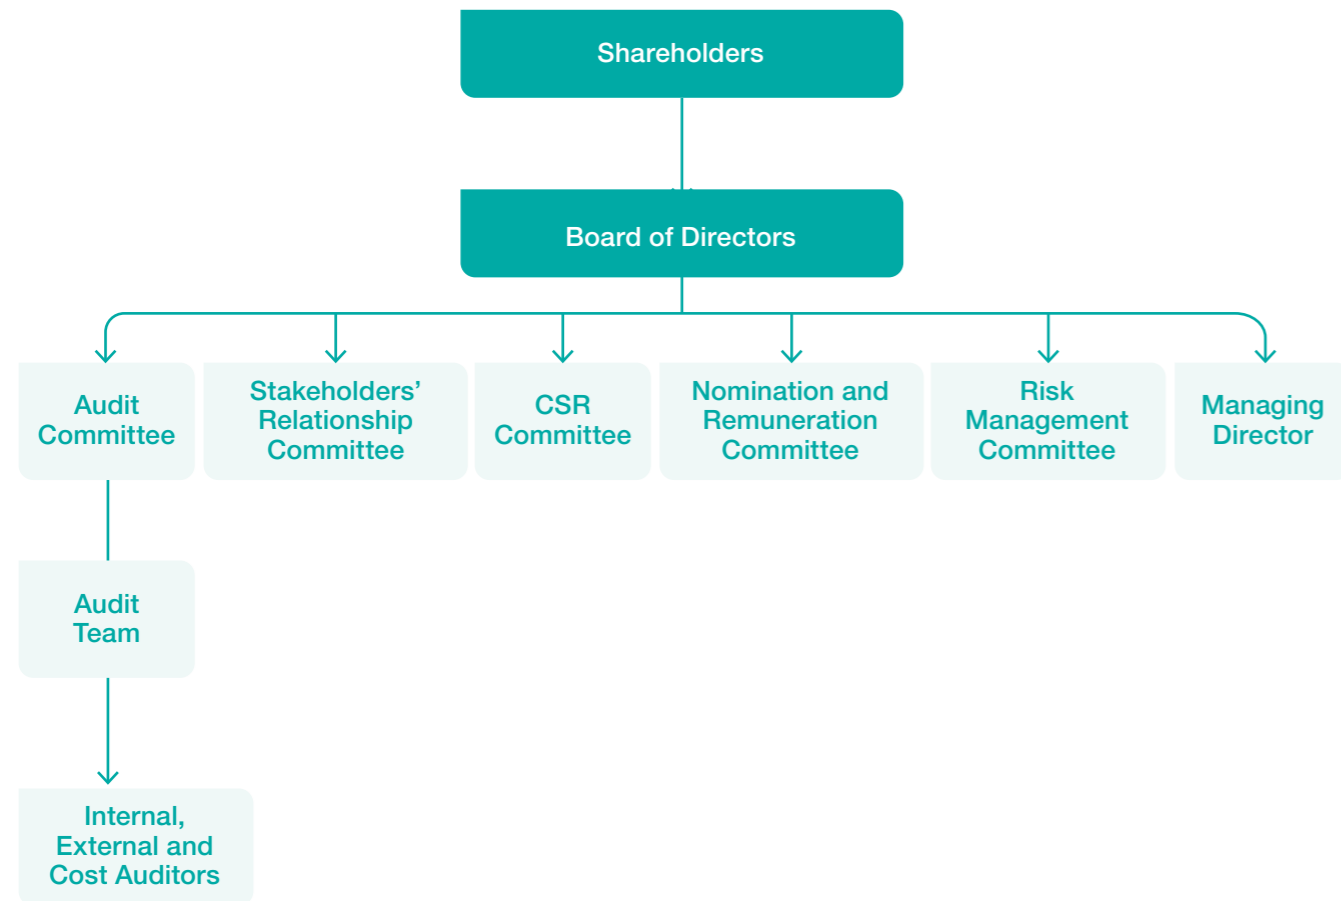 Shareholders
Board of Directors
Audit
Committee
Stakeholders’
Relationship
Committee
CSR
Committee
Nomination and
Remuneration
Committee
Risk
Management
Committee
Managing
Director
Audit
Team
Internal,
External and
Cost Auditors